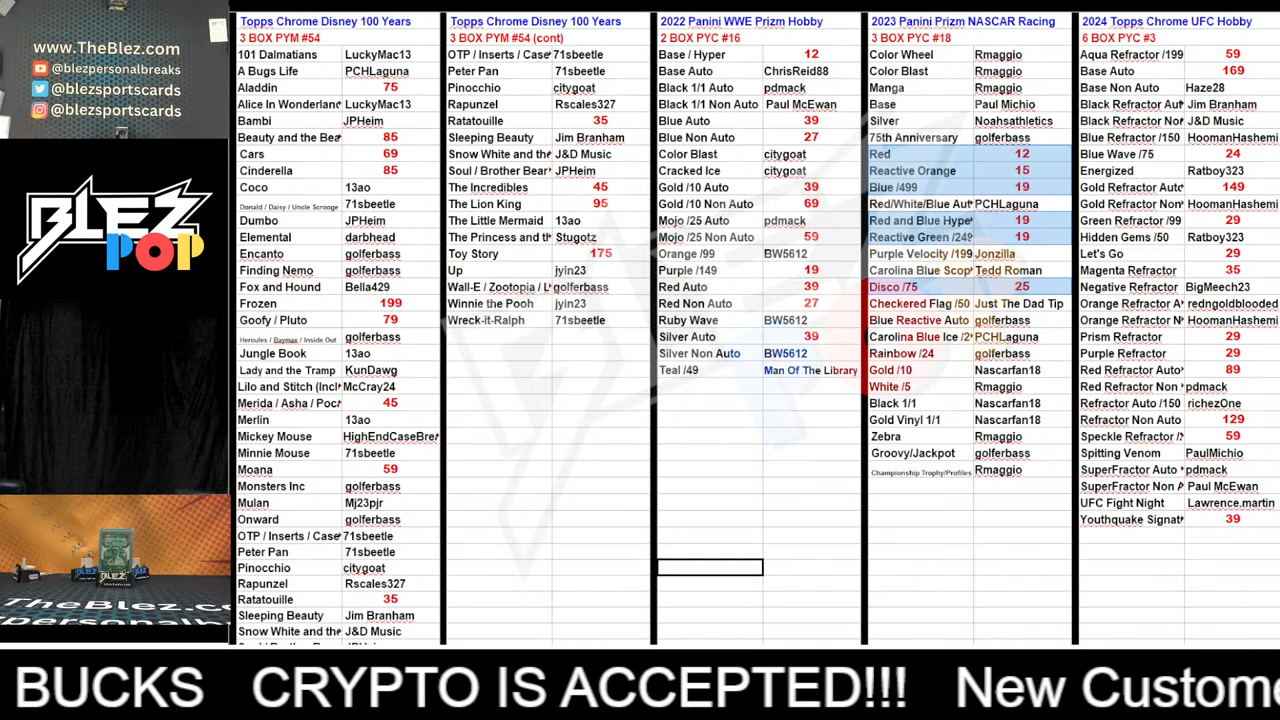 www.TheBlez.com
@blezpersonalbreaks
@blezsportscards
BLEZ
POP
BLEZ
TheBlez.co
personalb
Topps Chrome Disney 100 Years
3 BOX PYM #54
101 Dalmatians LuckyMac13
A Bugs Life PCHLaguna
Aladdin 75
Alice In Wonderlan LuckyMac13
Bambi JPHeim
Beauty and the Bea 85
Cars 69
Cinderella 85
Coco 13ao
Donald / Daisy / Uncle Scrooge 71sbeetle
Dumbo JPHeim
Elemental darbhead
Encanto golferbass
Finding Nemo golferbass
Fox and Hound Bella429
Frozen 199
Goofy / Pluto 79
Hercules / Baymax / Inside Out golferbass
Jungle Book 13ao
Lady and the Tramp KunDawg
Lilo and Stitch (Incl McCray24
Merida / Asha / Poc 45
Merlin 13ao
Mickey Mouse HighEndCaseBre
Minnie Mouse 71sbeetle
Moana 59
Monsters Inc golferbass
Mulan Mj23pjr
Onward golferbass
OTP / Inserts / Case 71sbeetle
Peter Pan 71sbeetle
Pinocchio citygoat
Rapunzel Rscales327
Ratatouille 35
Sleeping Beauty Jim Branham
Snow White and the J&D Music
Topps Chrome Disney 100 Years
3 BOX PYM #54 (cont)
OTP / Inserts / Case 71sbeetle
Peter Pan 71sbeetle
Pinocchio citygoat
Rapunzel Rscales327
Ratatouille 35
Sleeping Beauty Jim Branham
Snow White and the J&D Music
Soul / Brother Bear JPHeim
The Incredibles 45
The Lion King 95
The Little Mermaid 13ao
The Princess and th Stugotz
Toy Story 175
Up jyin23
Wall-E / Zootopia / L golferbass
Winnie the Pooh jyin23
Wreck-it-Ralph 71sbeetle
2022 Panini WWE Prizm Hobby
2 BOX PYC #16
Base / Hyper 12
Base Auto ChrisReid88
Black 1/1 Auto pdmack
Black 1/1 Non Auto Paul McEwan
Blue Auto 39
Blue Non Auto 27
Color Blast citygoat
Cracked Ice citygoat
Gold /10 Auto 39
Gold /10 Non Auto 69
Mojo /25 Auto pdmack
Mojo /25 Non Auto 59
Orange /99 BW5612
Purple /149 19
Red Auto 39
Red Non Auto 27
Ruby Wave BW5612
Silver Auto 39
Silver Non Auto BW5612
Teal /49 Man Of The Library
2023 Panini Prizm NASCAR Racing
3 BOX PYC #18
Color Wheel Rmaggio
Color Blast Rmaggio
Manga Rmaggio
Base Paul Michio
Silver Noahsathletics
75th Anniversary golferbass
Red 12
Reactive Orange 15
Blue /499 19
Red/White/Blue Aut PCHLaguna
Red and Blue Hype 19
Reactive Green /249 19
Purple Velocity /199 Jonzilla
Carolina Blue Scop Tedd Roman
Disco /75 25
Checkered Flag /50 Just The Dad Tip
Blue Reactive Auto golferbass
Carolina Blue Ice /2 PCHLaguna
Rainbow /24 golferbass
Gold /10 Nascarfan18
White /5 Rmaggio
Black 1/1 Nascarfan18
Gold Vinyl 1/1 Nascarfan18
Zebra Rmaggio
Groovy/Jackpot golferbass
Championship Trophy/Profiles Rmaggio
2024 Topps Chrome UFC Hobby
6 BOX PYC #3
Aqua Refractor /199 59
Base Auto 169
Base Non Auto Haze28
Black Refractor Aut Jim Branham
Black Refractor No J&D Music
Blue Refractor /150 HoomanHashemi
Blue Wave /75 24
Energized Ratboy323
Gold Refractor Aut 149
Gold Refractor Non HoomanHashemi
Green Refractor /99 29
Hidden Gems /50 Ratboy323
Let's Go 29
Magenta Refractor 35
Negative Refractor BigMeech23
Orange Refractor A redngoldblooded
Orange Refractor N HoomanHashemi
Prism Refractor 29
Purple Refractor 29
Red Refractor Auto 89
Red Refractor Non pdmack
Refractor Auto /150 richezOne
Refractor Non Auto 129
Speckle Refractor / 59
Spitting Venom PaulMichio
SuperFractor Auto pdmack
SuperFractor Non A Paul McEwan
UFC Fight Night Lawrence.martin
Youthquake Signat 39
BUCKS CRYPTO IS ACCEPTED!!! New Custome